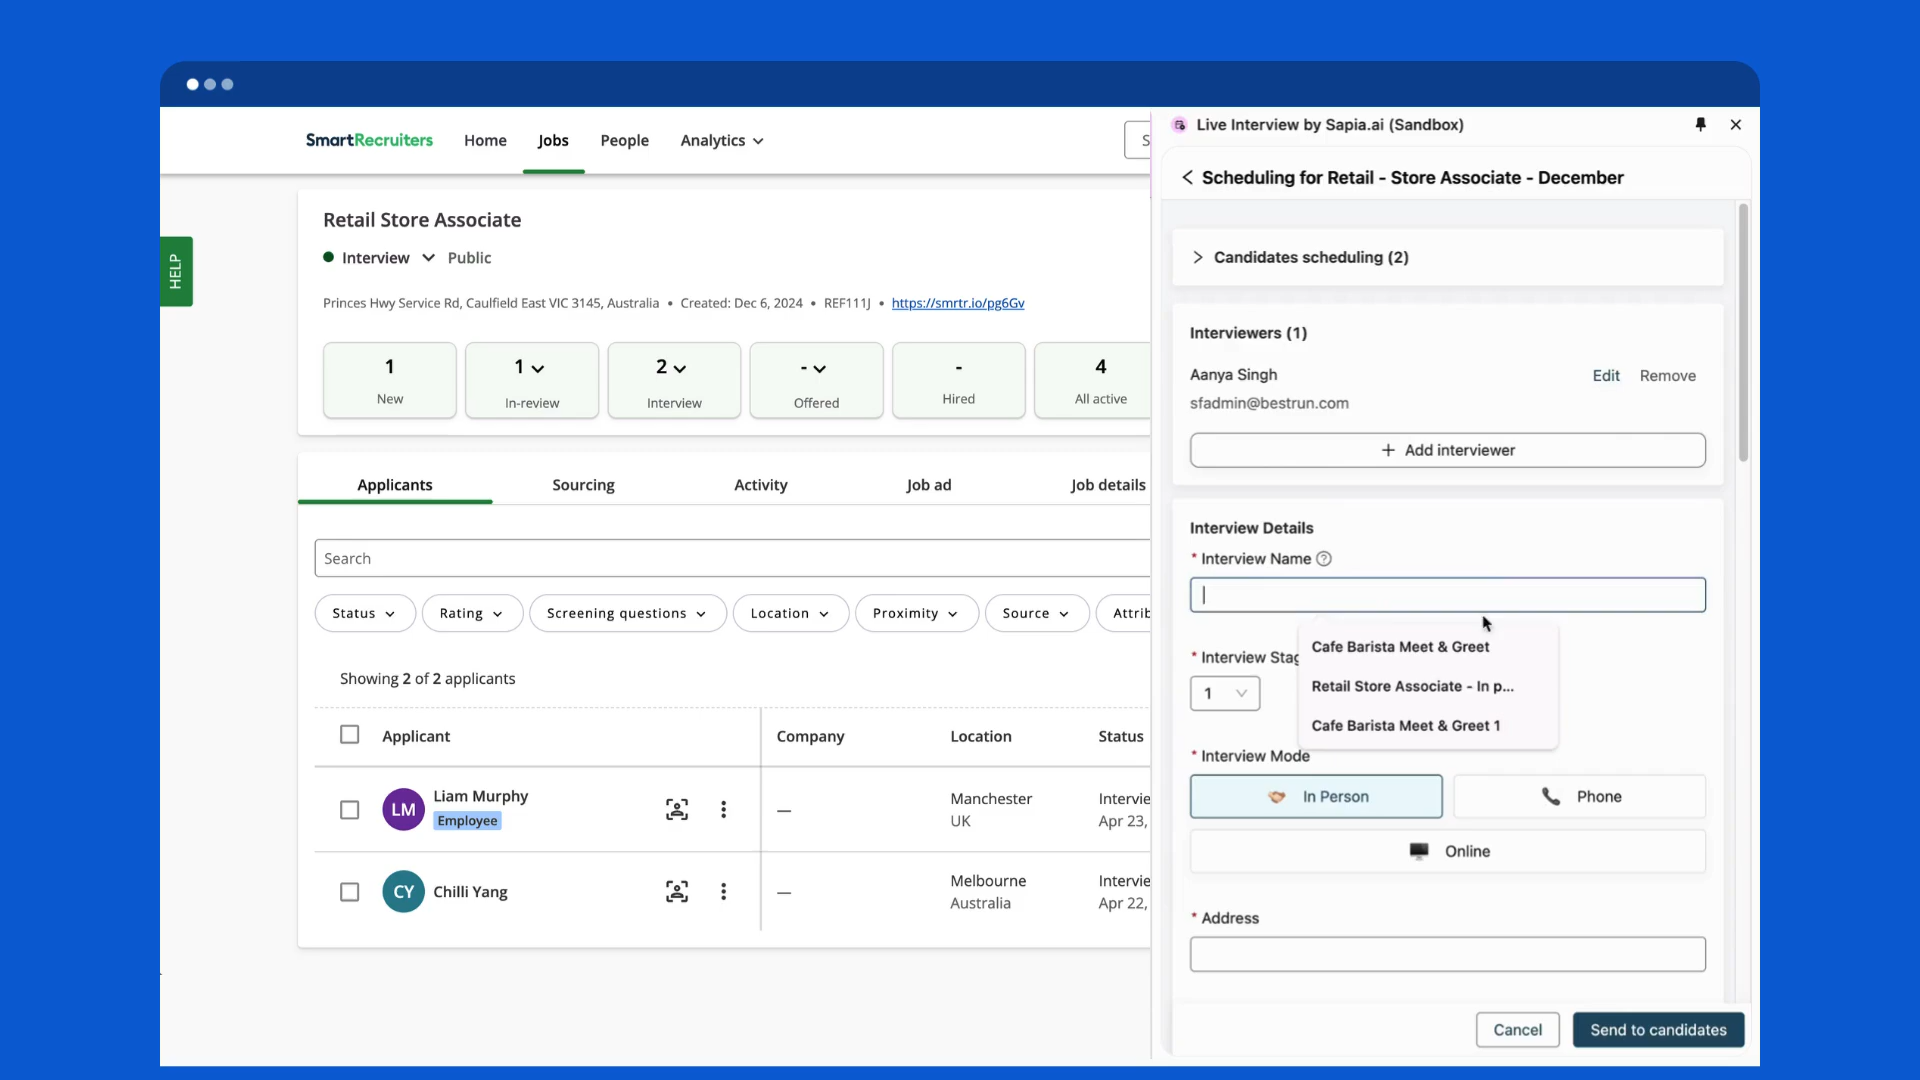 SmartRecruiters
Home
Jobs
People
Analytics
HELP
Retail Store Associate
Interview
Public
Princes Hwy Service Rd, Caulfield East VIC 3145, Australia • Created: Dec 6, 2024 • REF111J • https://smrtr.io/pg6Gv
1
New
1
In-review
2
Interview
-
Offered
-
Hired
4
All active
Applicants
Sourcing
Activity
Job ad
Job details
Search
Status
Rating
Screening questions
Location
Proximity
Source
Attrib
Showing 2 of 2 applicants
Applicant
Company
Location
Status
LM
Liam Murphy
Employee
—
Manchester
UK
Intervie
Apr 23,
CY
Chilli Yang
—
Melbourne
Australia
Intervie
Apr 22,
Live Interview by Sapia.ai (Sandbox)
Scheduling for Retail - Store Associate - December
Candidates scheduling (2)
Interviewers (1)
Aanya Singh
Edit
Remove
sfadmin@bestrun.com
+ Add interviewer
Interview Details
* Interview Name
Cafe Barista Meet & Greet
Retail Store Associate - In p...
Cafe Barista Meet & Greet 1
* Interview Stag
1
* Interview Mode
In Person
Phone
Online
* Address
Cancel
Send to candidates